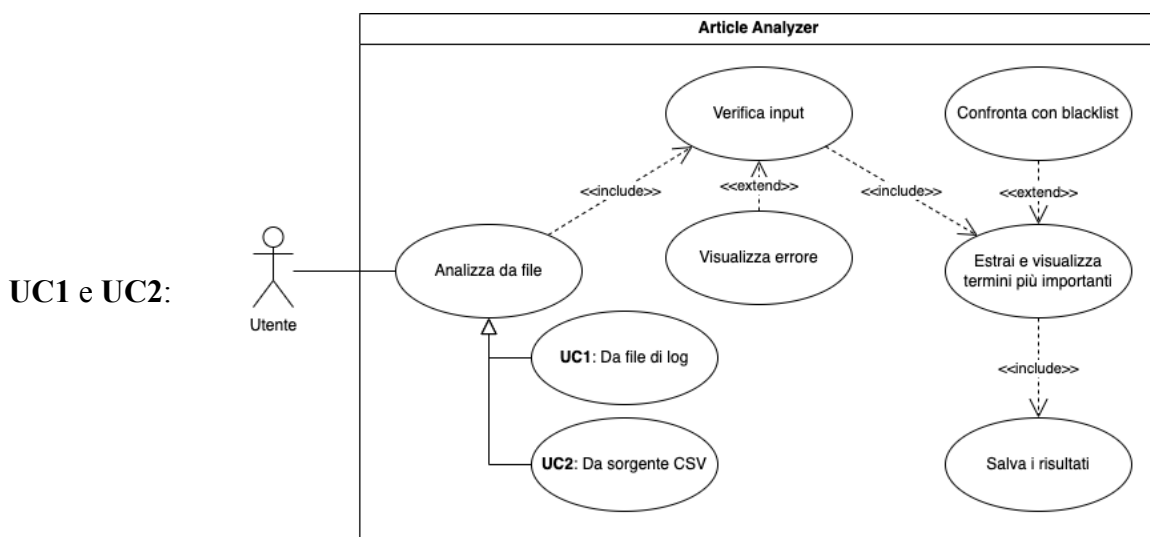 Article Analyzer
Verifica input
Confronta con blacklist
<<include>>
<<extend>>
<<include>>
<<extend>>
Analizza da file
Visualizza errore
Estrai e visualizza
termini più importanti
UC1 e UC2:
Utente
UC1: Da file di log
<<include>>
UC2: Da sorgente CSV
Salva i risultati